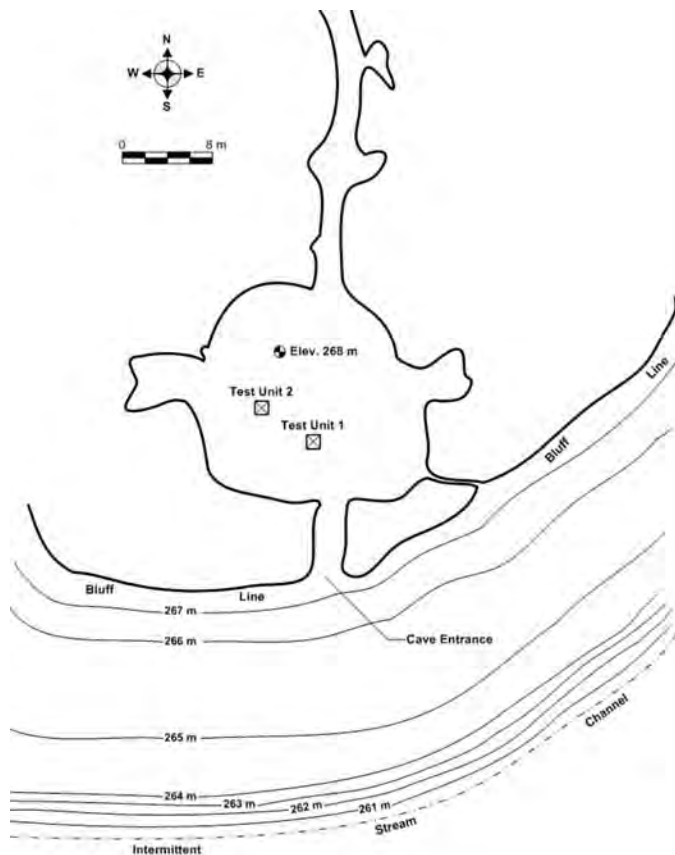 N
W E
S
0 8 m
Elev. 268 m
Test Unit 2
Test Unit 1
Line
Bluff
Bluff
Line
267 m
266 m
Cave Entrance
265 m
Channel
264 m
263 m
262 m
261 m
Stream
Intermittent